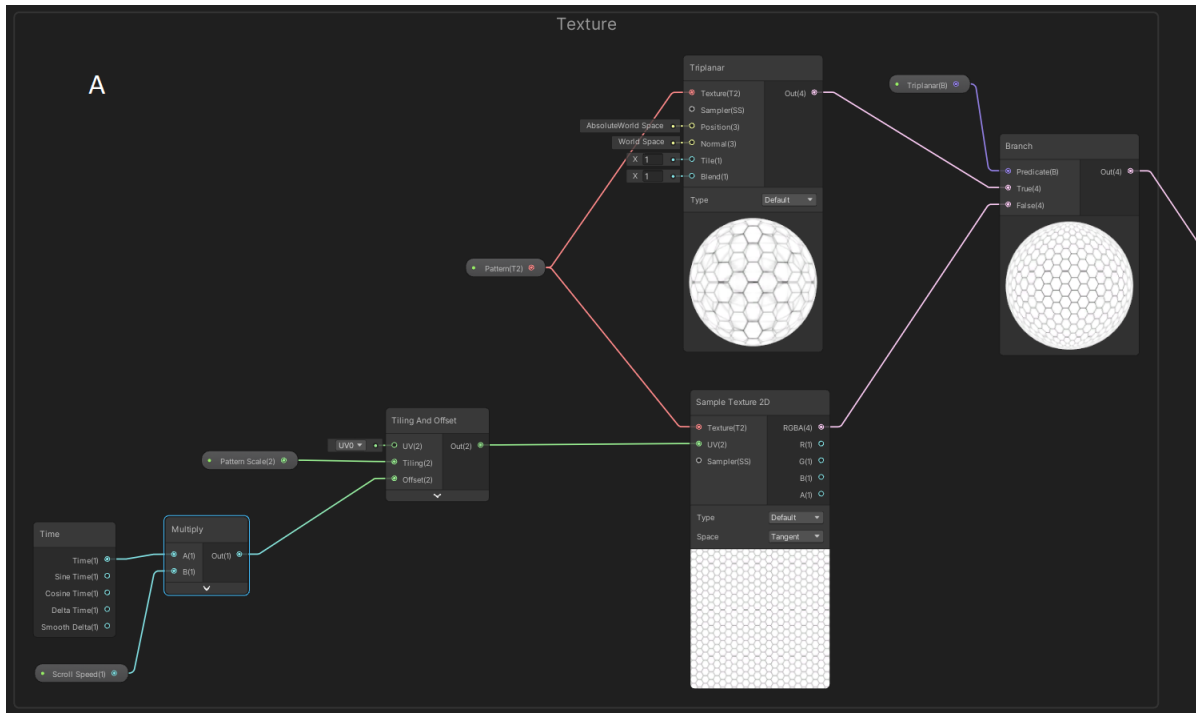 Texture
A
Triplanar
Texture(T2)
Out(4)
Sampler(SS)
AbsoluteWorld Space
Position(3)
World Space
Normal(3)
X 1
Tile(1)
X 1
Blend(1)
Type
Default
Triplanar(B)
Branch
Predicate(B)
Out(4)
True(4)
False(4)
Pattern(T2)
Sample Texture 2D
Texture(T2)
RGBA(4)
UV(2)
R(1)
Sampler(SS)
G(1)
B(1)
A(1)
Type
Default
Space
Tangent
Tiling And Offset
UV0
UV(2)
Out(2)
Tiling(2)
Offset(2)
Pattern Scale(2)
Time
Time(1)
Sine Time(1)
Cosine Time(1)
Delta Time(1)
Smooth Delta(1)
Multiply
A(1)
Out(1)
B(1)
Scroll Speed(1)